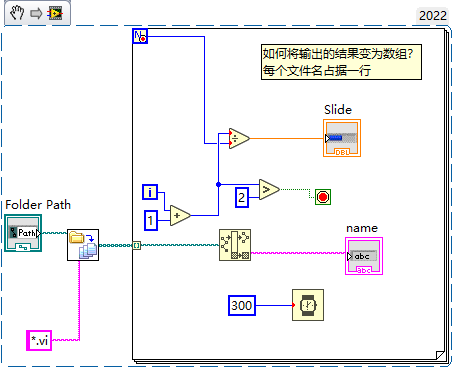 2022
N
如何将输出的结果变为数组？
每个文件名占据一行
Slide
DBL
i
1
2
Folder Path
Path
name
abc
abc
300
*.vi